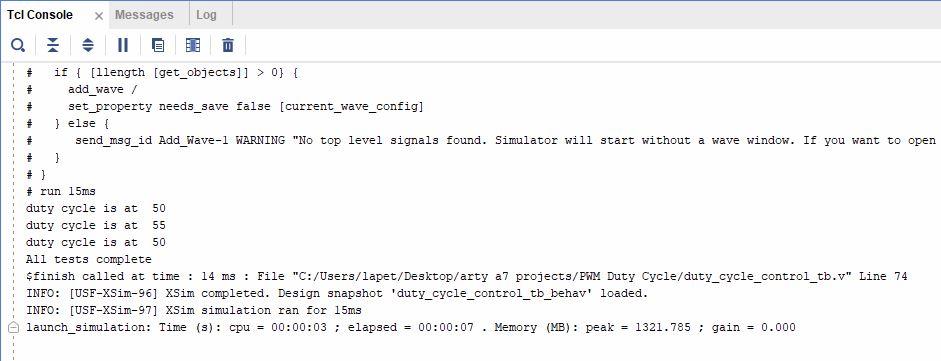 Tcl Console × Messages Log
# if { [llength [get_objects]] > 0} {
# add_wave /
# set_property needs_save false [current_wave_config]
# } else {
# send_msg_id Add_Wave-1 WARNING "No top level signals found. Simulator will start without a wave window. If you want to open
# }
# }
# run 15ms
duty cycle is at  50
duty cycle is at  55
duty cycle is at  50
All tests complete
$finish called at time : 14 ms : File "C:/Users/lapet/Desktop/arty a7 projects/PWM Duty Cycle/duty_cycle_control_tb.v" Line 74
INFO: [USF-XSim-96] XSim completed. Design snapshot 'duty_cycle_control_tb_behav' loaded.
INFO: [USF-XSim-97] XSim simulation ran for 15ms
launch_simulation: Time (s): cpu = 00:00:03 ; elapsed = 00:00:07 . Memory (MB): peak = 1321.785 ; gain = 0.000